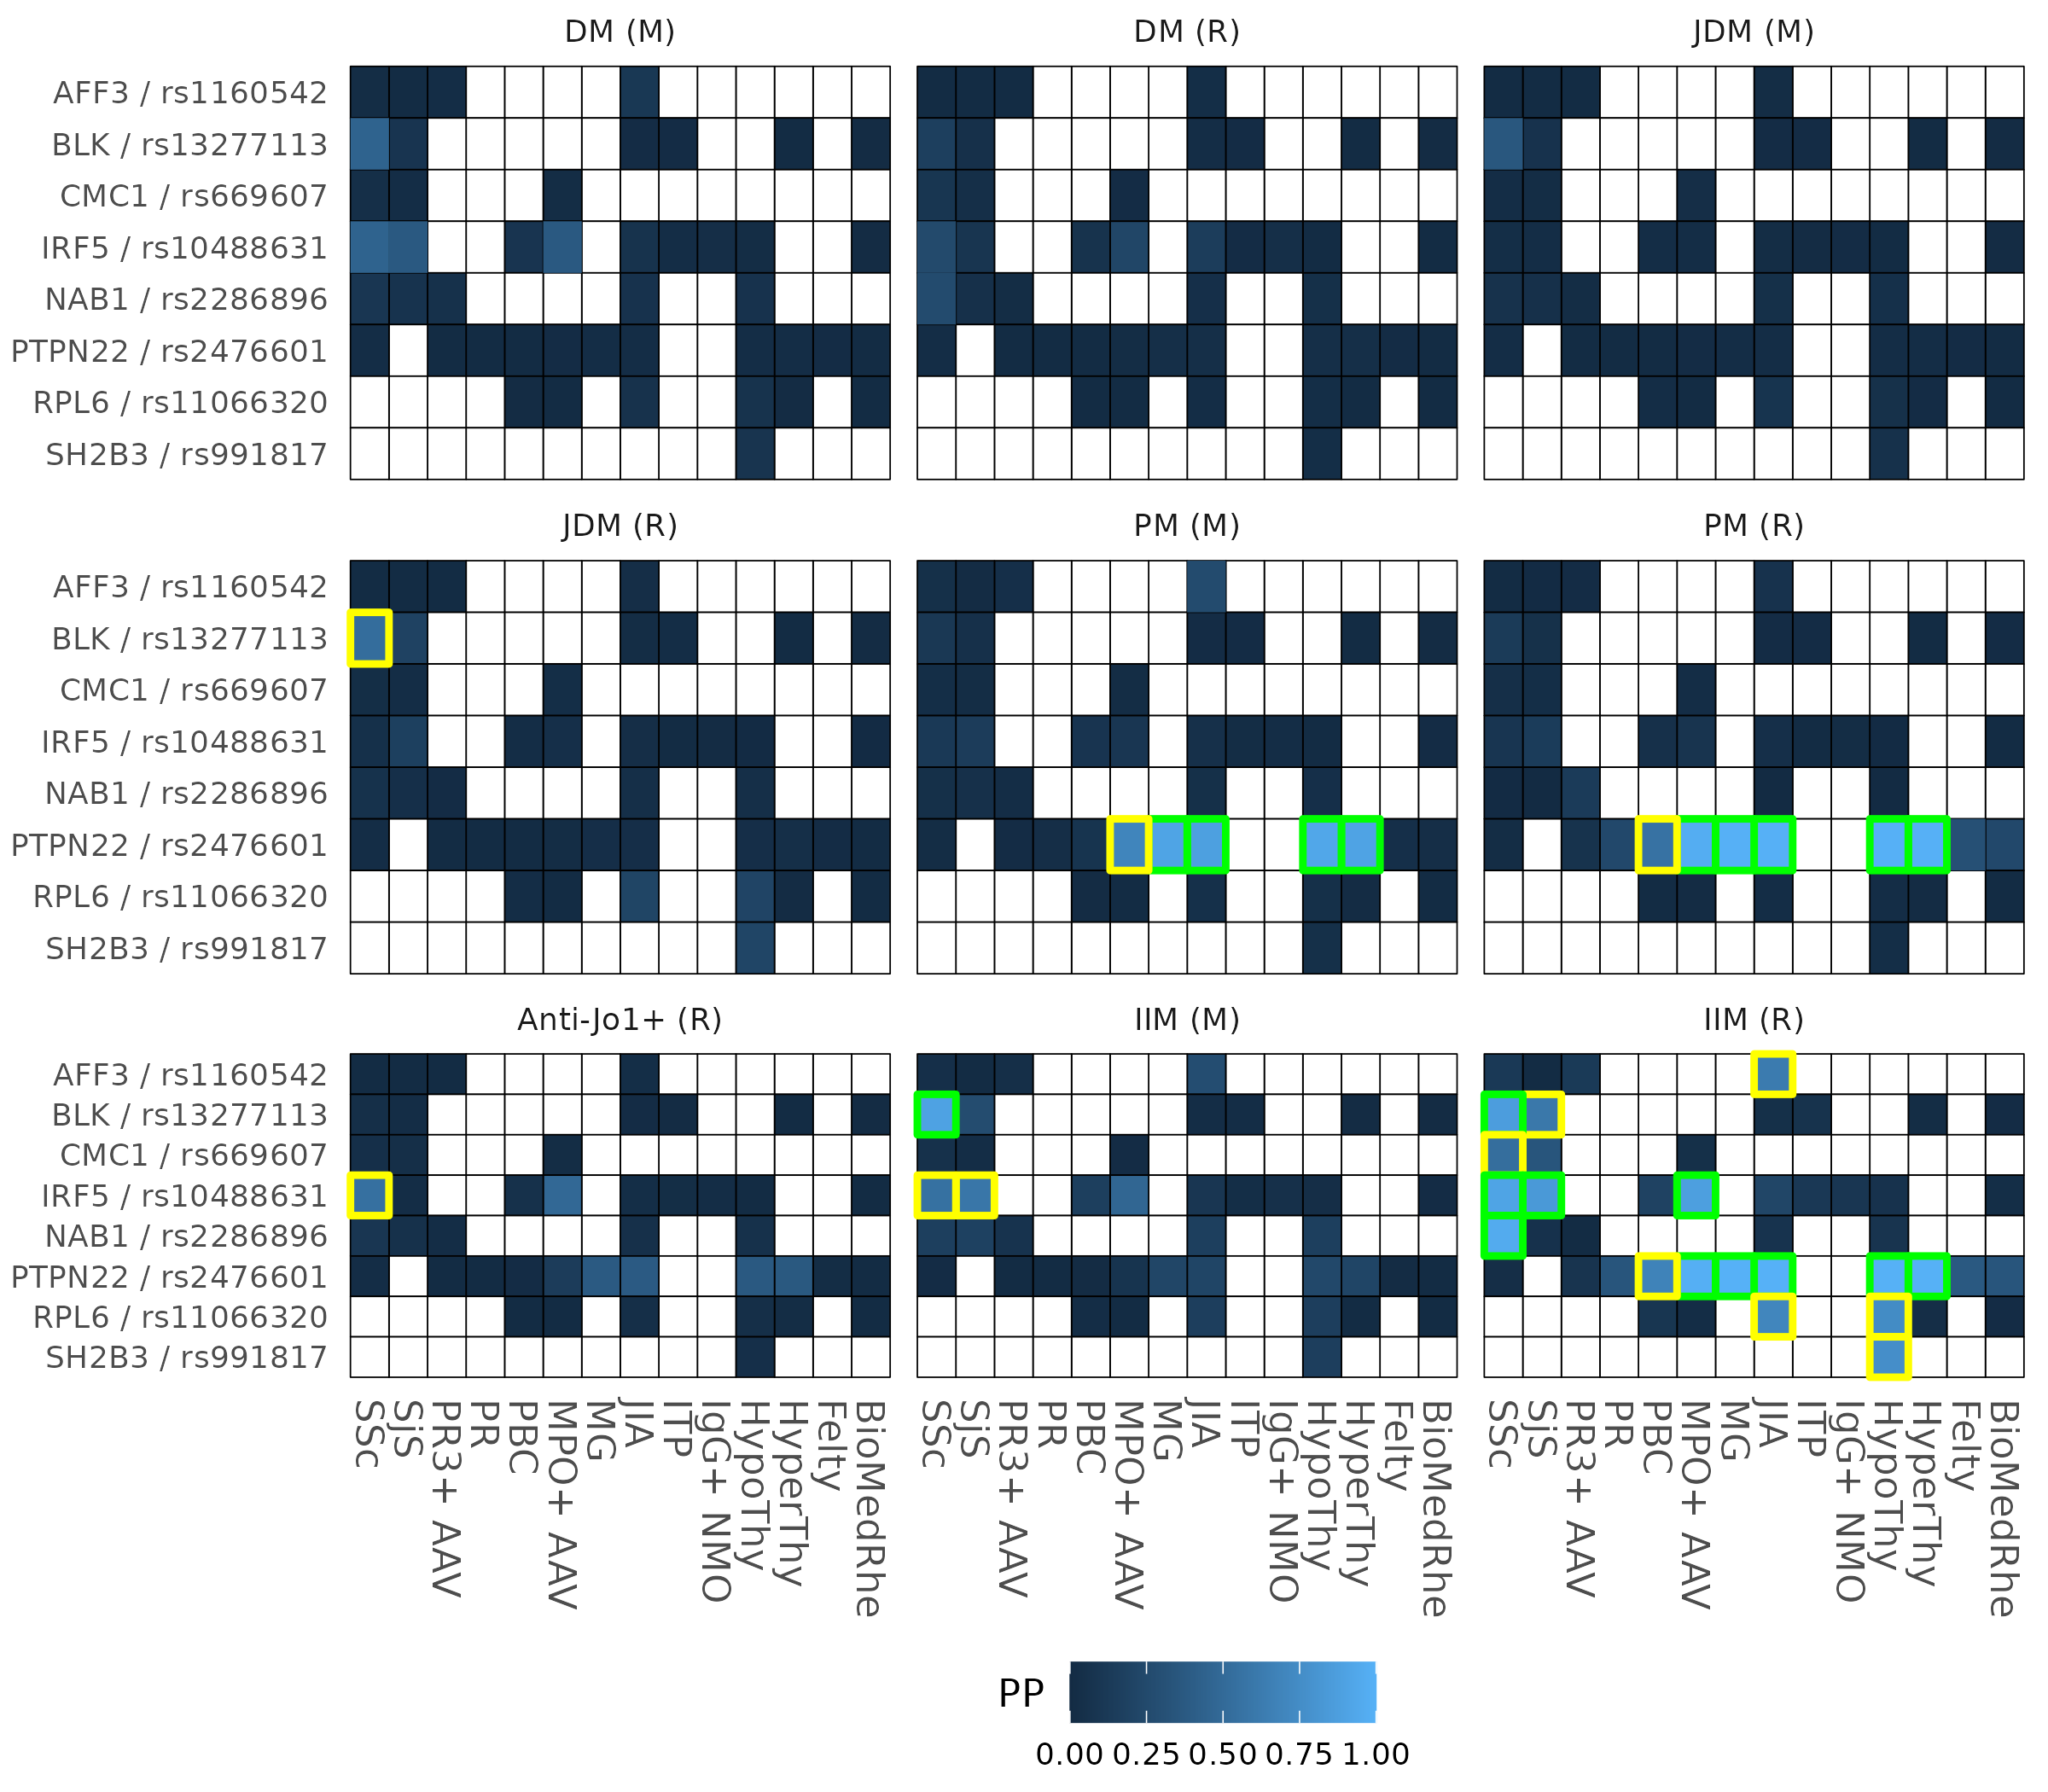 DM (M) DM (R) JDM (M)
AFF3 / rs1160542
BLK / rs13277113
CMC1 / rs669607
IRF5 / rs10488631
NAB1 / rs2286896
PTPN22 / rs2476601
RPL6 / rs11066320
SH2B3 / rs991817
JDM (R) PM (M) PM (R)
AFF3 / rs1160542
BLK / rs13277113
CMC1 / rs669607
IRF5 / rs10488631
NAB1 / rs2286896
PTPN22 / rs2476601
RPL6 / rs11066320
SH2B3 / rs991817
Anti-Jo1+ (R) IIM (M) IIM (R)
AFF3 / rs1160542
BLK / rs13277113
CMC1 / rs669607
IRF5 / rs10488631
NAB1 / rs2286896
PTPN22 / rs2476601
RPL6 / rs11066320
SH2B3 / rs991817
SSc
SjS
PR3+ AAV
PR
PBC
MPO+ AAV
MG
JIA
ITP
IgG+ NMO
HypoThy
HyperThy
Felty
BioMedRhe
SSc
SjS
PR3+ AAV
PR
PBC
MPO+ AAV
MG
JIA
ITP
IgG+ NMO
HypoThy
HyperThy
Felty
BioMedRhe
SSc
SjS
PR3+ AAV
PR
PBC
MPO+ AAV
MG
JIA
ITP
IgG+ NMO
HypoThy
HyperThy
Felty
BioMedRhe
PP
0.00 0.25 0.50 0.75 1.00